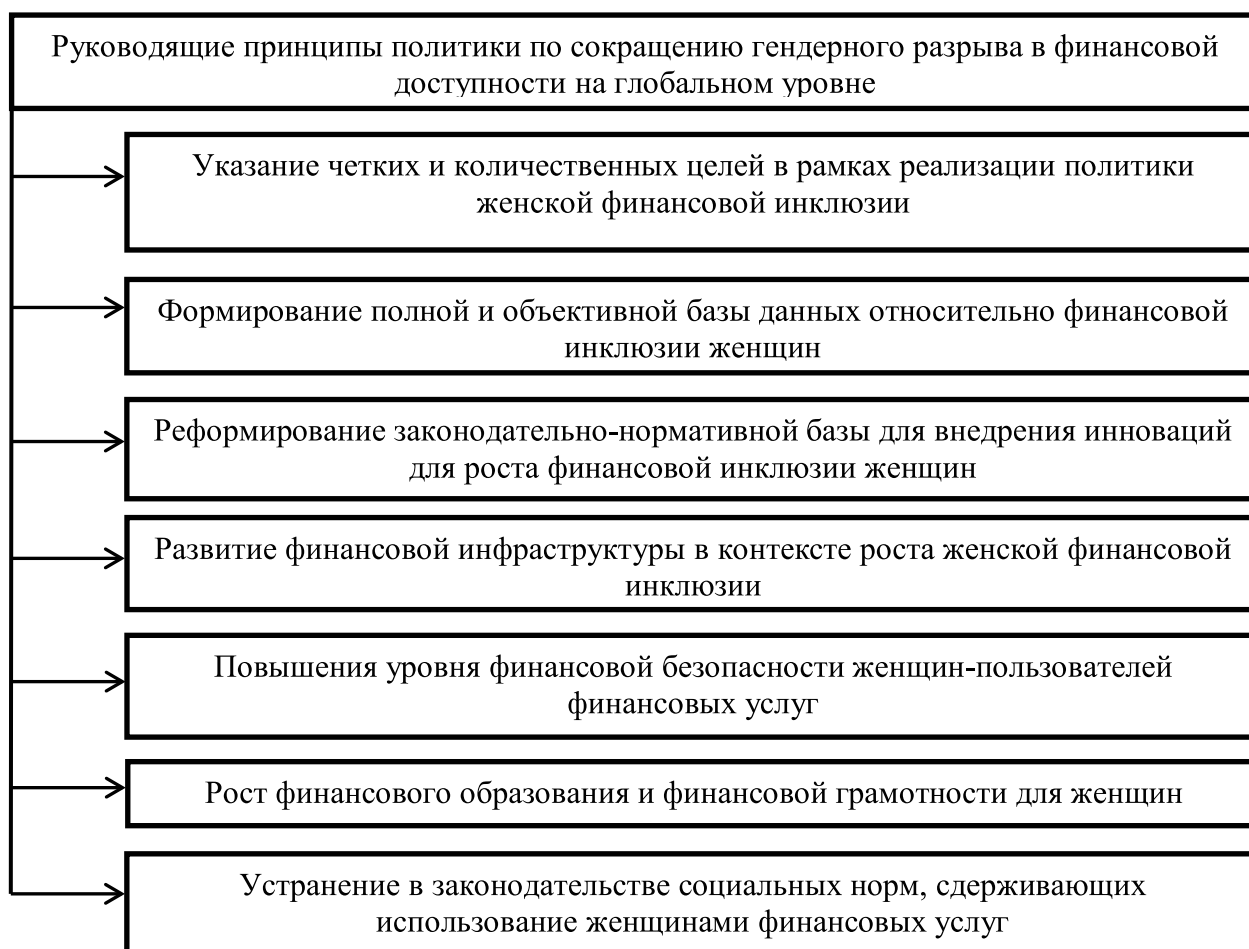 Руководящие принципы политики по сокращению гендерного разрыва в финансовой
доступности на глобальном уровне
Указание четких и количественных целей в рамках реализации политики
женской финансовой инклюзии
Формирование полной и объективной базы данных относительно финансовой
инклюзии женщин
Реформирование законодательно-нормативной базы для внедрения инноваций
для роста финансовой инклюзии женщин
Развитие финансовой инфраструктуры в контексте роста женской финансовой
инклюзии
Повышения уровня финансовой безопасности женщин-пользователей
финансовых услуг
Рост финансового образования и финансовой грамотности для женщин
Устранение в законодательстве социальных норм, сдерживающих
использование женщинами финансовых услуг